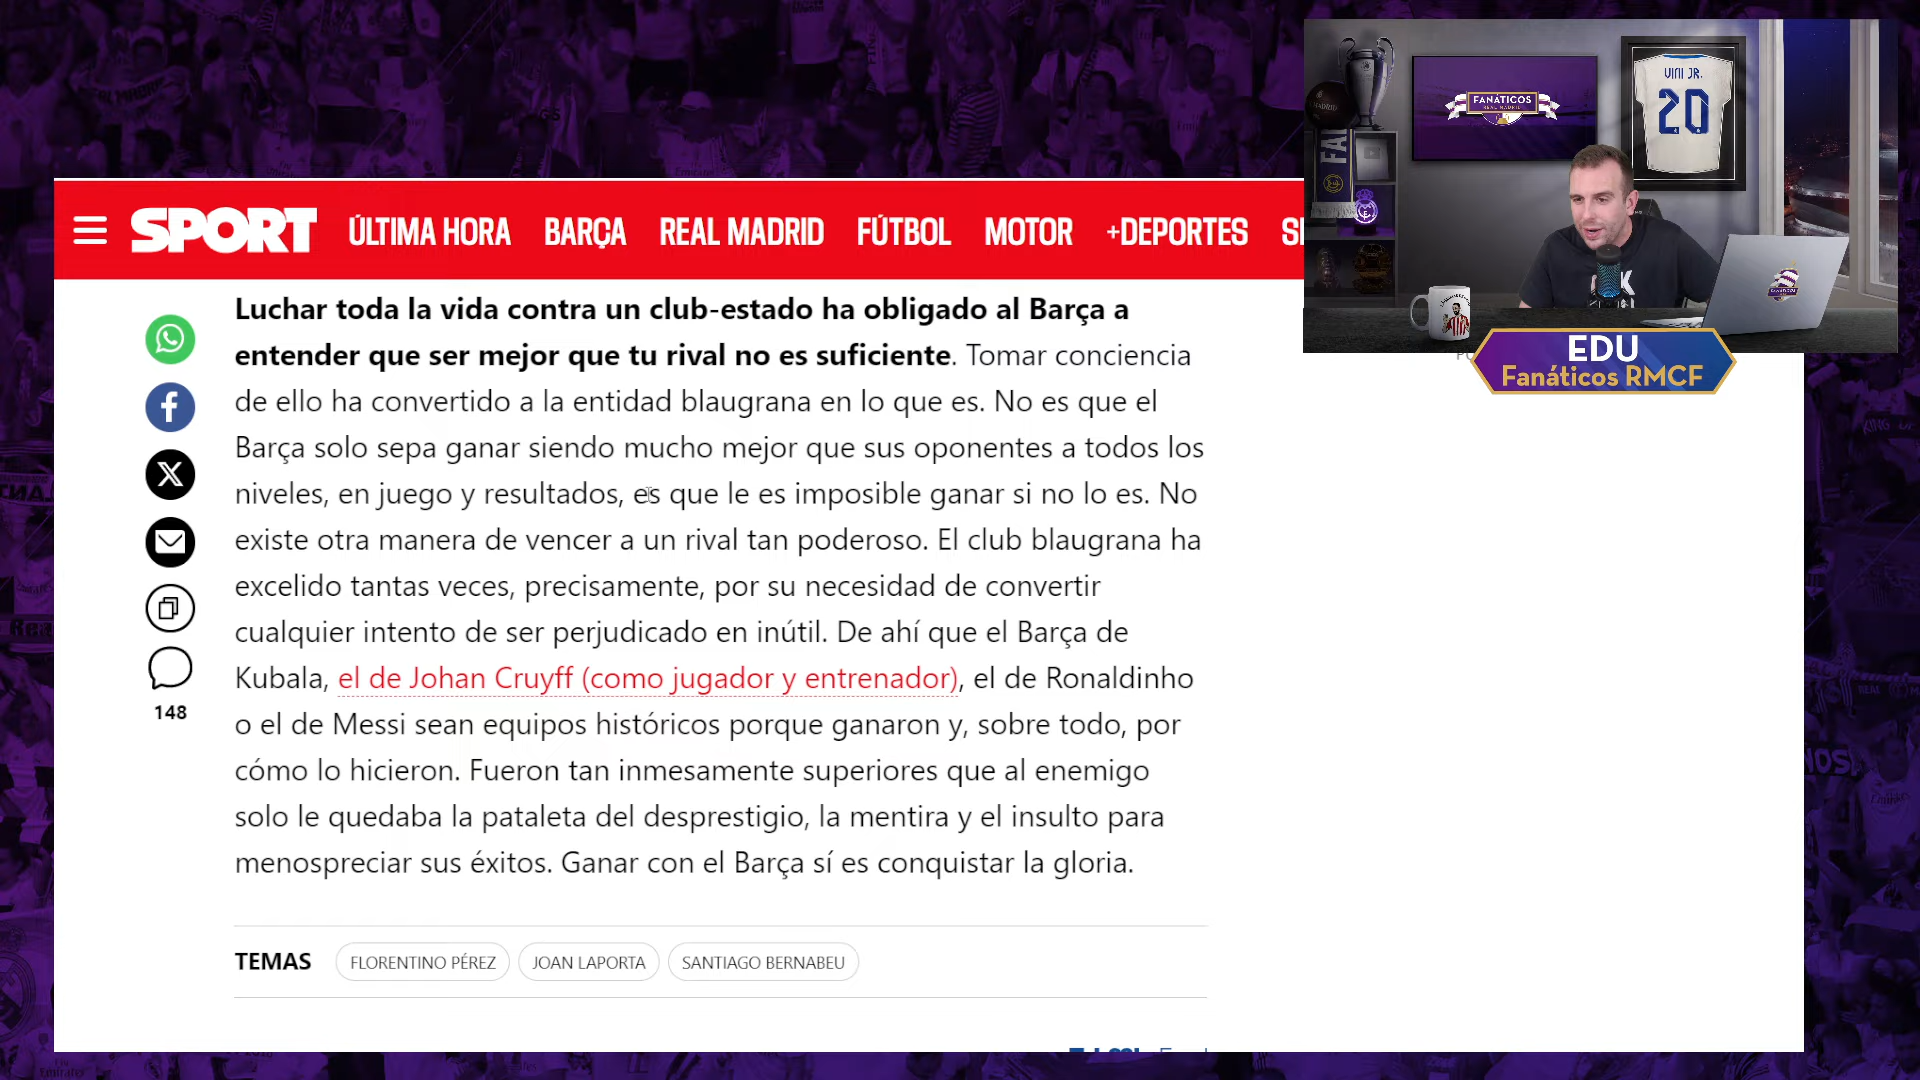 SPORT
ÚLTIMA HORA
BARÇA
REAL MADRID
FÚTBOL
MOTOR
+DEPORTES
Luchar toda la vida contra un club-estado ha obligado al Barça a
entender que ser mejor que tu rival no es suficiente. Tomar conciencia
de ello ha convertido a la entidad blaugrana en lo que es. No es que el
Barça solo sepa ganar siendo mucho mejor que sus oponentes a todos los
niveles, en juego y resultados, es que le es imposible ganar si no lo es. No
existe otra manera de vencer a un rival tan poderoso. El club blaugrana ha
excelido tantas veces, precisamente, por su necesidad de convertir
cualquier intento de ser perjudicado en inútil. De ahí que el Barça de
Kubala, el de Johan Cruyff (como jugador y entrenador), el de Ronaldinho
o el de Messi sean equipos históricos porque ganaron y, sobre todo, por
cómo lo hicieron. Fueron tan inmesamente superiores que al enemigo
solo le quedaba la pataleta del desprestigio, la mentira y el insulto para
menospreciar sus éxitos. Ganar con el Barça sí es conquistar la gloria.
148
TEMAS
FLORENTINO PÉREZ
JOAN LAPORTA
SANTIAGO BERNABEU
FANÁTICOS
REAL MADRID
VINI JR.
20
EDU
Fanáticos RMCF